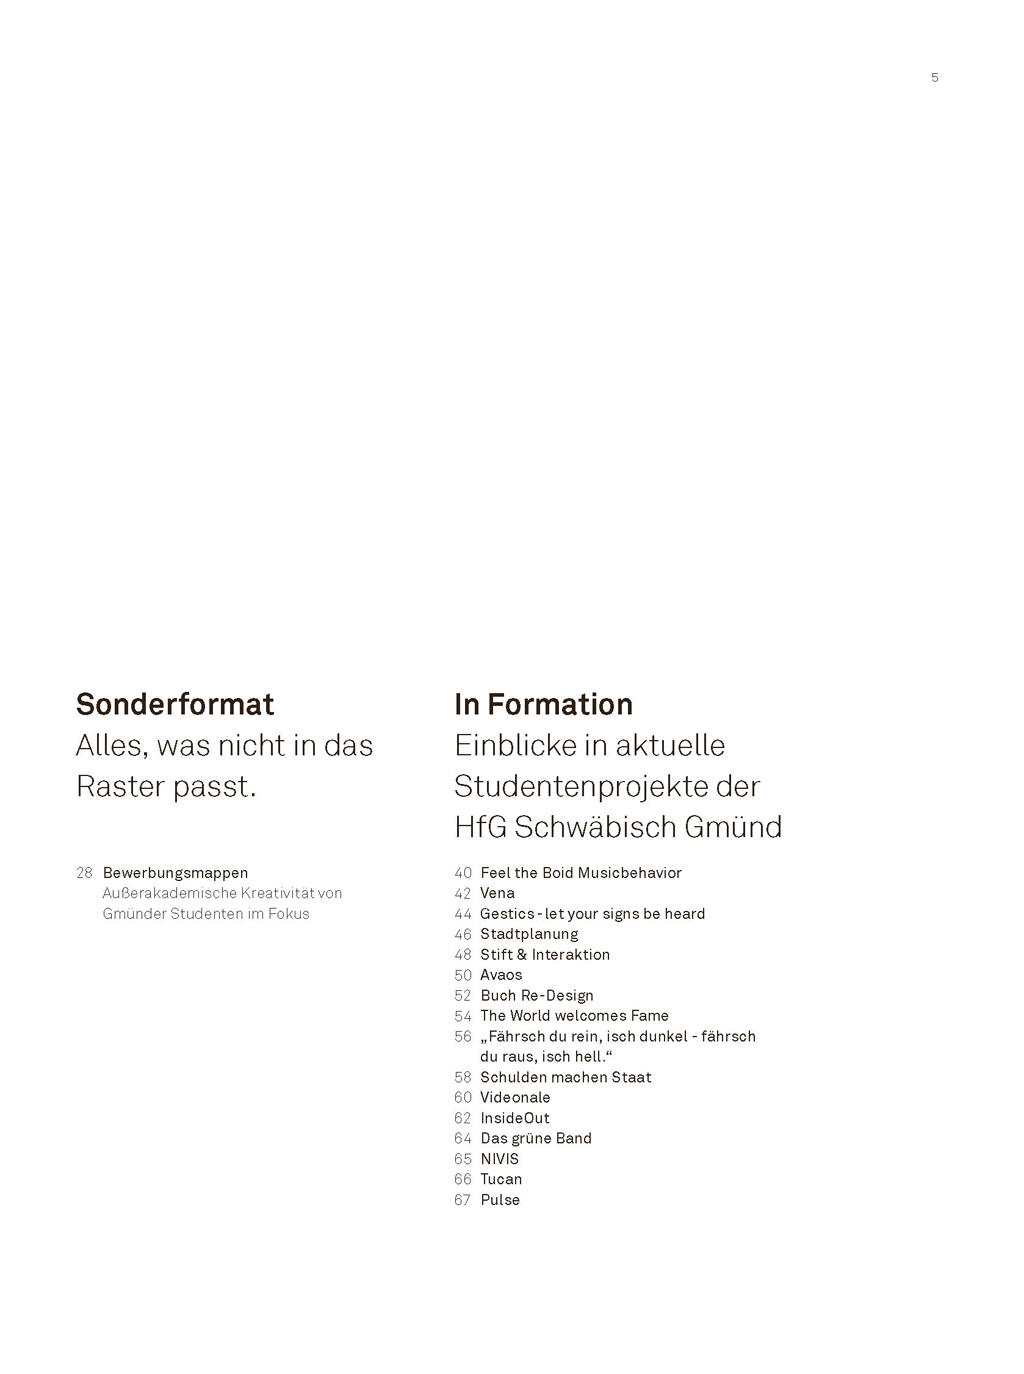 5
Sonderformat
Alles, was nicht in das
Raster passt.
28 Bewerbungsmappen
Außerakademische Kreativität von
Gmünder Studenten im Fokus
In Formation
Einblicke in aktuelle
Studentenprojekte der
HfG Schwäbisch Gmünd
40 Feel the Boid Musicbehavior
42 Vena
44 Gestics - let your signs be heard
46 Stadtplanung
48 Stift & Interaktion
50 Avaos
52 Buch Re-Design
54 The World welcomes Fame
56 „Fährsch du rein, isch dunkel - fährsch
du raus, isch hell.“
58 Schulden machen Staat
60 Videonale
62 InsideOut
64 Das grüne Band
65 NIVIS
66 Tucan
67 Pulse